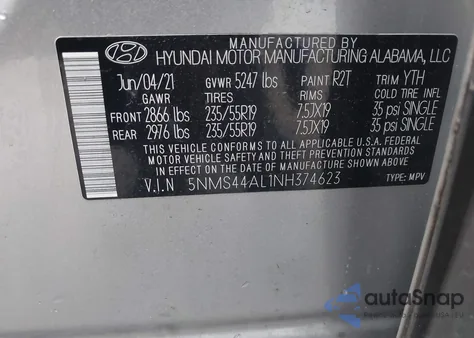 MANUFACTURED BY
HYUNDAI MOTOR MANUFACTURING ALABAMA, LLC
Jun/04/21 GVWR 5247 lbs PAINT R2T TRIM YTH
GAWR TIRES RIMS COLD TIRE INFL
FRONT 2866 lbs 235/55R19 7.5JX19 35 psi SINGLE
REAR 2976 lbs 235/55R19 7.5JX19 35 psi SINGLE
THIS VEHICLE CONFORMS TO ALL APPLICABLE U.S.A. FEDERAL
MOTOR VEHICLE SAFETY AND THEFT PREVENTION STANDARDS
IN EFFECT ON THE DATE OF MANUFACTURE SHOWN ABOVE.
V.I.N 5NMS44AL1NH374623 TYPE: MPV
autoSnap